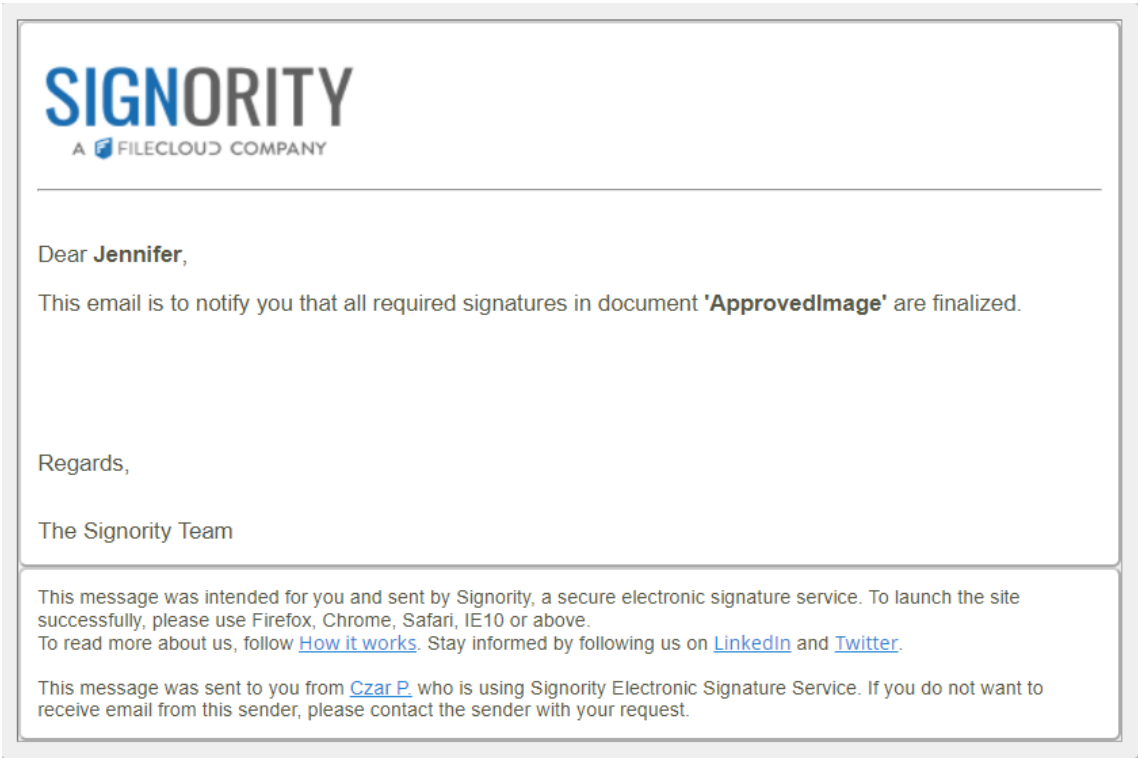 SIGNORITY
A FILECLOUD COMPANY
Dear Jennifer,
This email is to notify you that all required signatures in document 'ApprovedImage' are finalized.
Regards,
The Signority Team
This message was intended for you and sent by Signority, a secure electronic signature service. To launch the site
successfully, please use Firefox, Chrome, Safari, IE10 or above.
To read more about us, follow How it works. Stay informed by following us on LinkedIn and Twitter.
This message was sent to you from Czar P. who is using Signority Electronic Signature Service. If you do not want to
receive email from this sender, please contact the sender with your request.